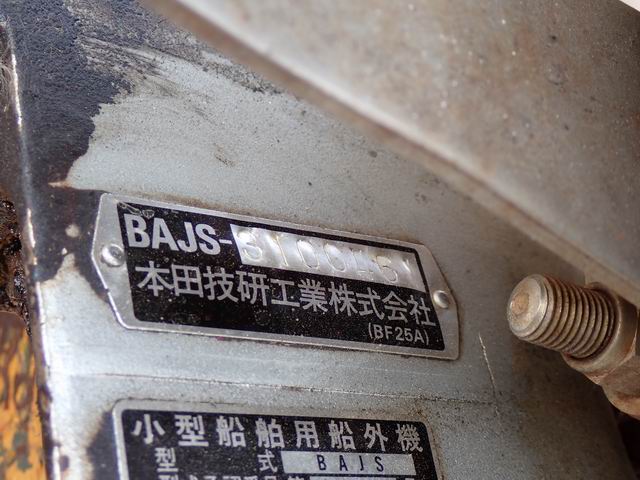 BAJS-3100451
本田技研工業株式会社
(BF25A)
小型船舶用船外機
型式 BAJS